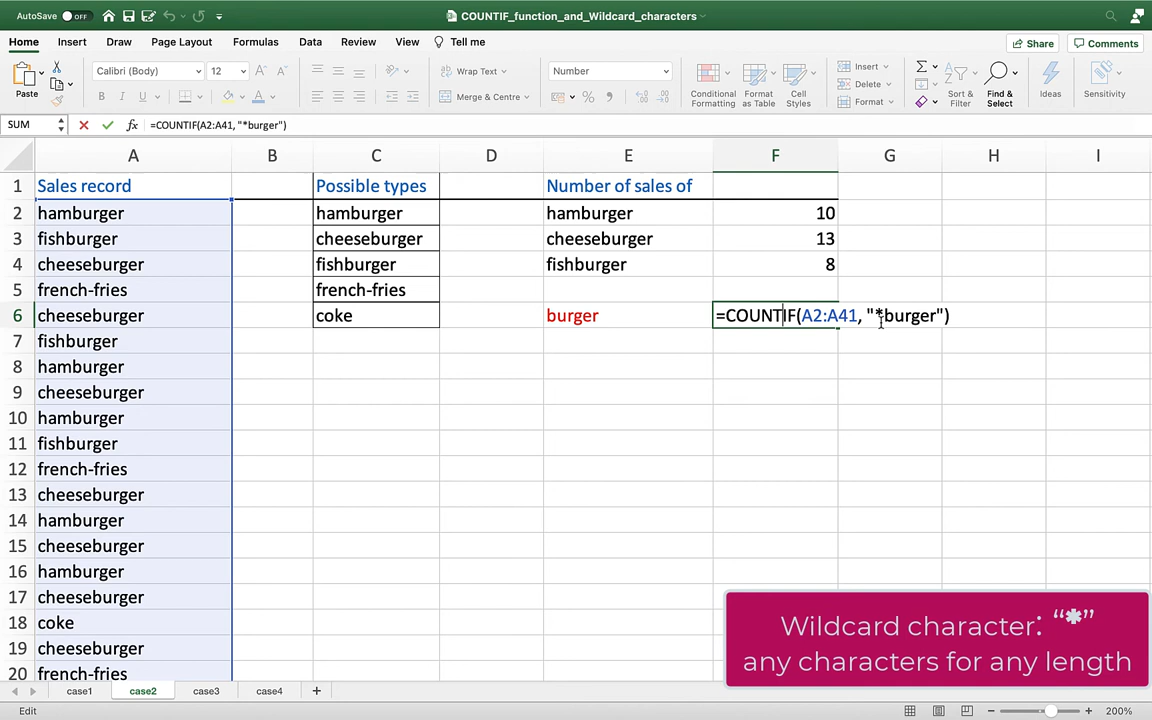 AutoSave OFF COUNTIF_function_and_Wildcard_characters
Home Insert Draw Page Layout Formulas Data Review View Tell me Share Comments
Paste Calibri (Body) 12 A A Wrap Text Number Insert
B I U A Merge & Centre % Conditional Formatting Format as Table Cell Styles Delete Format Sort & Filter Find & Select Ideas Sensitivity
SUM fx =COUNTIF(A2:A41, "*burger")
A B C D E F G H I
1 Sales record Possible types Number of sales of
2 hamburger hamburger hamburger 10
3 fishburger cheeseburger cheeseburger 13
4 cheeseburger fishburger fishburger 8
5 french-fries french-fries
6 cheeseburger coke burger =COUNTIF(A2:A41, "*burger")
7 fishburger
8 hamburger
9 cheeseburger
10 hamburger
11 fishburger
12 french-fries
13 cheeseburger
14 hamburger
15 cheeseburger
16 hamburger
17 cheeseburger
18 coke
19 cheeseburger
20 french-fries
Wildcard character: “*”
any characters for any length
case1 case2 case3 case4 +
Edit 200%